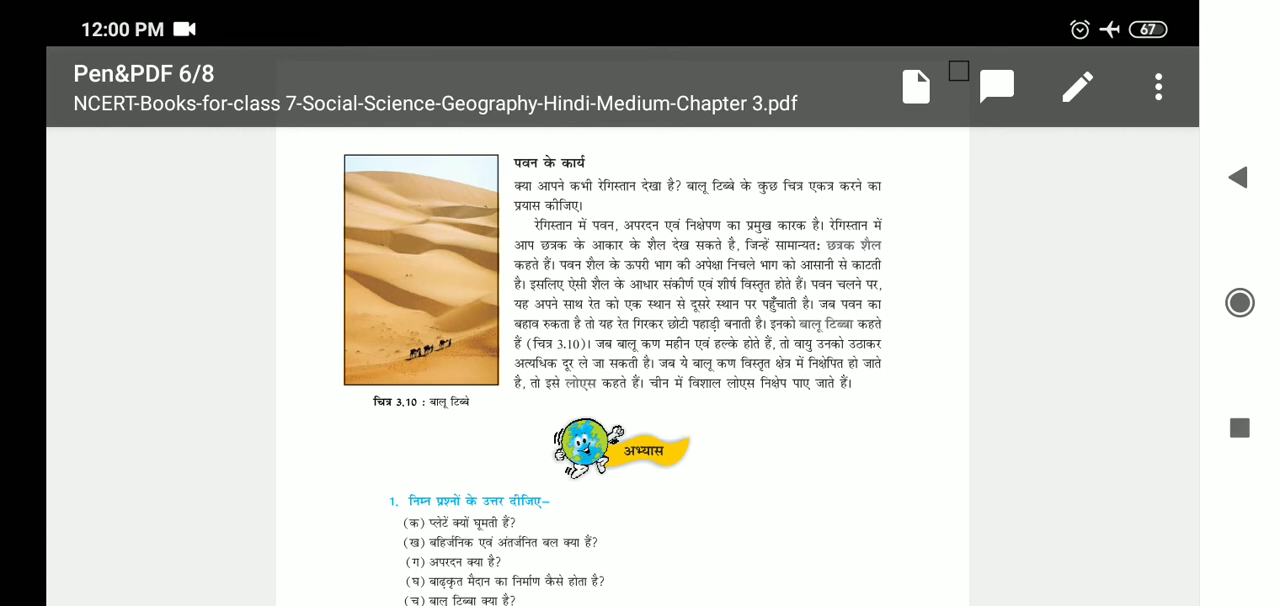 12:00 PM
67
Pen&PDF 6/8
NCERT-Books-for-class 7-Social-Science-Geography-Hindi-Medium-Chapter 3.pdf
पवन के कार्य
क्या आपने कभी रेगिस्तान देखा है? बालू टिब्बे के कुछ चित्र एकत्र करने का
प्रयास कीजिए।
रेगिस्तान में पवन, अपरदन एवं निक्षेपण का प्रमुख कारक है। रेगिस्तान में
आप छत्रक के आकार के शैल देख सकते है, जिन्हें सामान्यत: छत्रक शैल
कहते हैं। पवन शैल के ऊपरी भाग की अपेक्षा निचले भाग को आसानी से काटती
है। इसलिए ऐसी शैल के आधार संकीर्ण एवं शीर्ष विस्तृत होते हैं। पवन चलने पर,
यह अपने साथ रेत को एक स्थान से दूसरे स्थान पर पहुँचाती है। जब पवन का
बहाव रुकता है तो यह रेत गिरकर छोटी पहाड़ी बनाती है। इनको बालू टिब्बा कहते
हैं (चित्र 3.10)। जब बालू कण महीन एवं हल्के होते हैं, तो वायु उनको उठाकर
अत्यधिक दूर ले जा सकती है। जब ये बालू कण विस्तृत क्षेत्र में निक्षेपित हो जाते
है, तो इसे लोएस कहते हैं। चीन में विशाल लोएस निक्षेप पाए जाते हैं।
चित्र 3.10 : बालू टिब्बे
अभ्यास
1. निम्न प्रश्नों के उत्तर दीजिए–
(क) प्लेटें क्यों घूमती हैं?
(ख) बहिर्जनिक एवं अंतर्जनित बल क्या हैं?
(ग) अपरदन क्या है?
(घ) बाढ़कृत मैदान का निर्माण कैसे होता है?
(च) बालू टिब्बा क्या है?